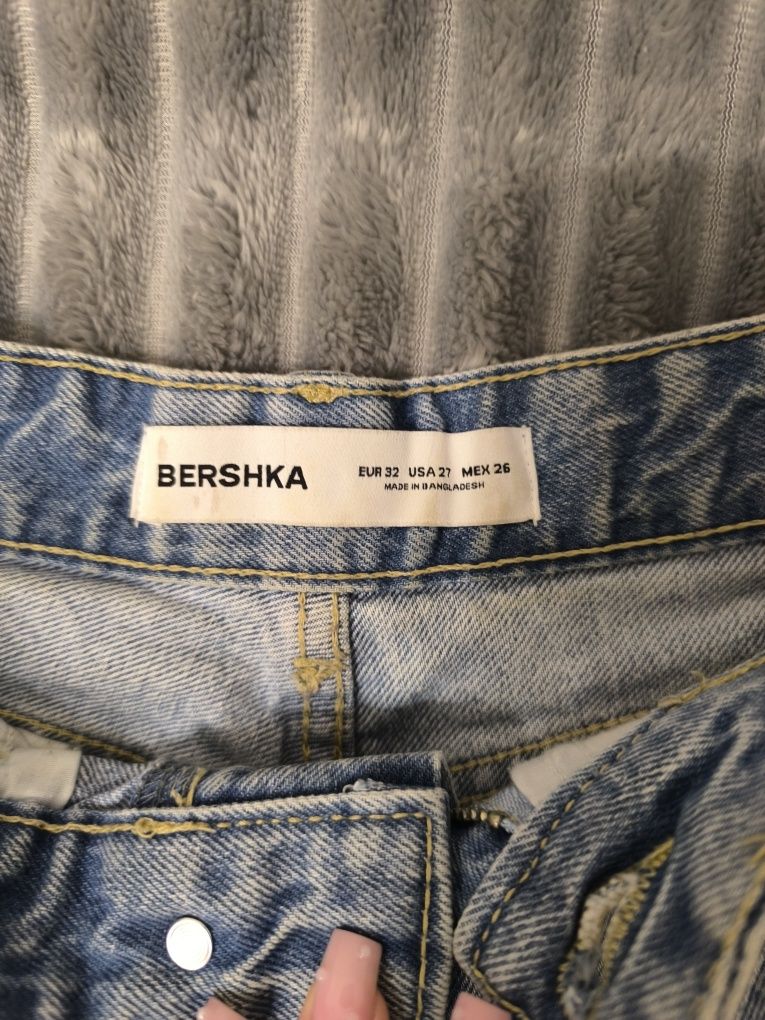 BERSHKA
EUR 32 USA 27 MEX 26
MADE IN BANGLADESH